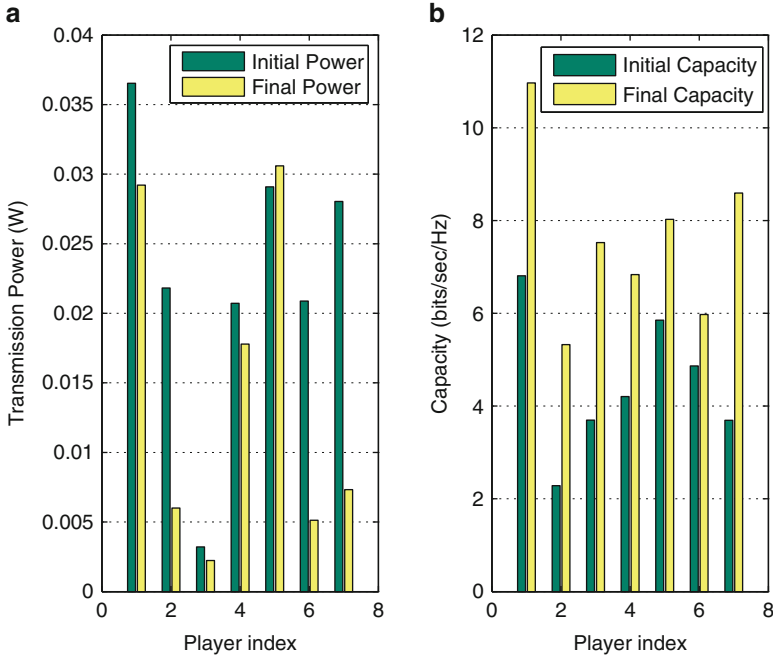 a
0.04
0.035
0.03
0.025
0.02
0.015
0.01
0.005
0
Transmission Power (W)
Initial Power
Final Power
0 2 4 6 8
Player index
b
12
10
8
6
4
2
0
Capacity (bits/sec/Hz)
Initial Capacity
Final Capacity
0 2 4 6 8
Player index